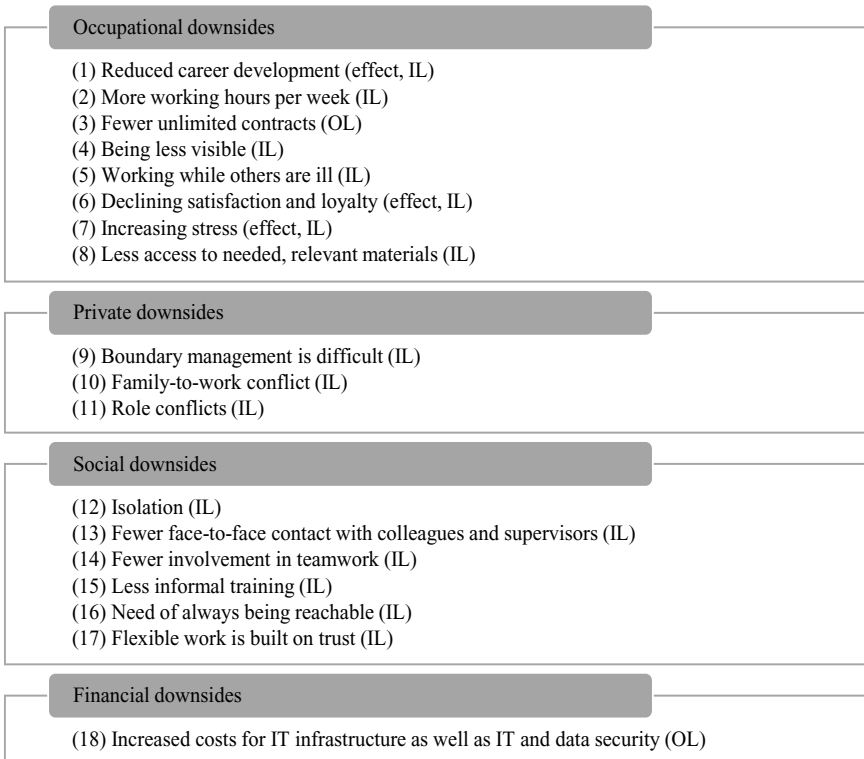 Occupational downsides
(1) Reduced career development (effect, IL)
(2) More working hours per week (IL)
(3) Fewer unlimited contracts (OL)
(4) Being less visible (IL)
(5) Working while others are ill (IL)
(6) Declining satisfaction and loyalty (effect, IL)
(7) Increasing stress (effect, IL)
(8) Less access to needed, relevant materials (IL)
Private downsides
(9) Boundary management is difficult (IL)
(10) Family-to-work conflict (IL)
(11) Role conflicts (IL)
Social downsides
(12) Isolation (IL)
(13) Fewer face-to-face contact with colleagues and supervisors (IL)
(14) Fewer involvement in teamwork (IL)
(15) Less informal training (IL)
(16) Need of always being reachable (IL)
(17) Flexible work is built on trust (IL)
Financial downsides
(18) Increased costs for IT infrastructure as well as IT and data security (OL)